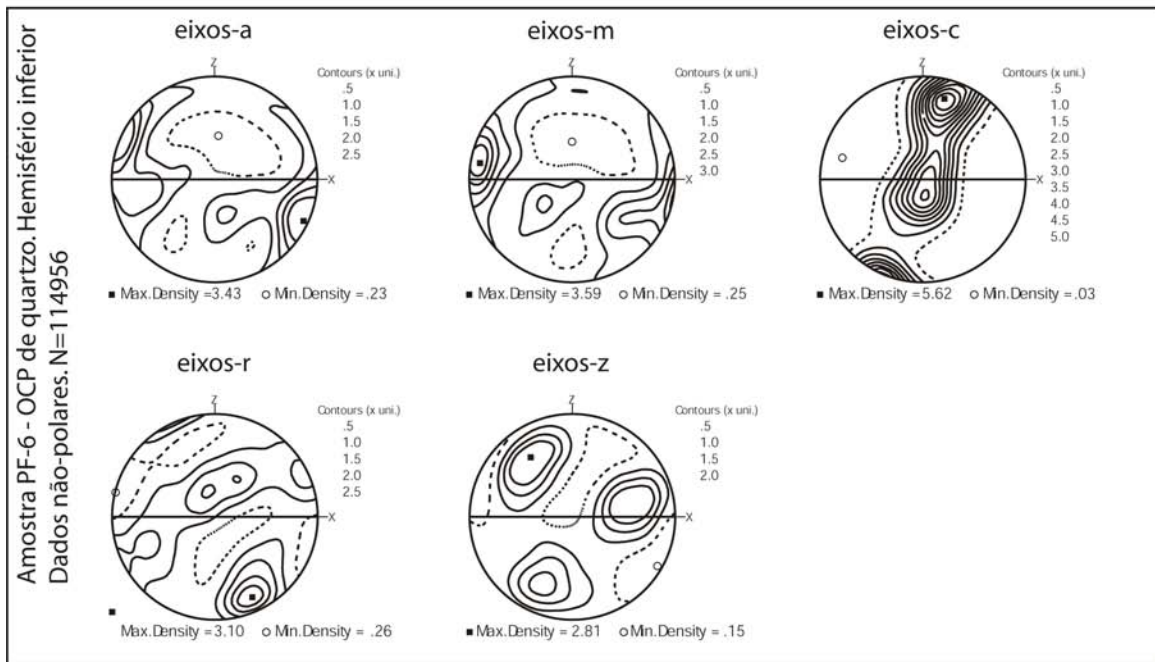 Amostra PF-6 - OCP de quartzo. Hemisfério inferior
Dados não-polares. N=114956
eixos-a
Z
X
Contours (x uni.)
.5
1.0
1.5
2.0
2.5
Max.Density =3.43 Min.Density = .23
eixos-m
Z
X
Contours (x uni.)
.5
1.0
1.5
2.0
2.5
3.0
Max.Density =3.59 Min.Density = .25
eixos-c
Z
X
Contours (x uni.)
.5
1.0
1.5
2.0
2.5
3.0
3.5
4.0
4.5
5.0
Max.Density =5.62 Min.Density = .03
eixos-r
Z
X
Contours (x uni.)
.5
1.0
1.5
2.0
2.5
Max.Density =3.10 Min.Density = .26
eixos-z
Z
X
Contours (x uni.)
.5
1.0
1.5
2.0
Max.Density =2.81 Min.Density = .15